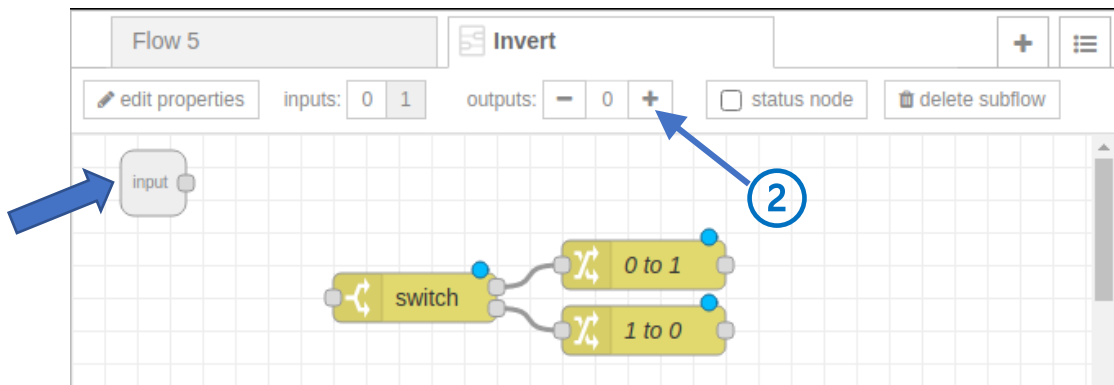 Flow 5
Invert
edit properties
inputs: 0 1
outputs: − 0 +
status node
delete subflow
input
2
0 to 1
switch
1 to 0